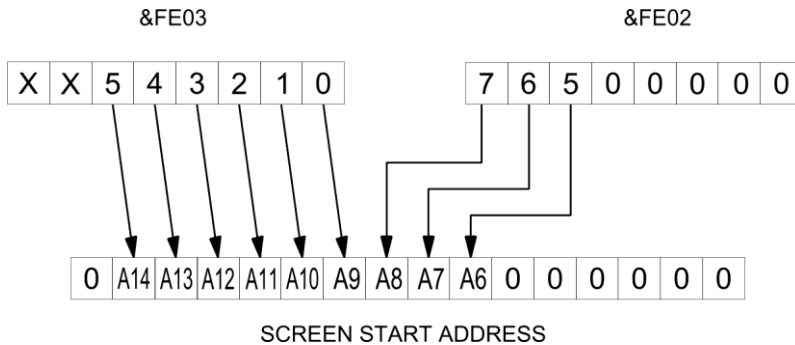 &FE03 &FE02
X X 5 4 3 2 1 0 7 6 5 0 0 0 0 0
0 A14 A13 A12 A11 A10 A9 A8 A7 A6 0 0 0 0 0 0
SCREEN START ADDRESS